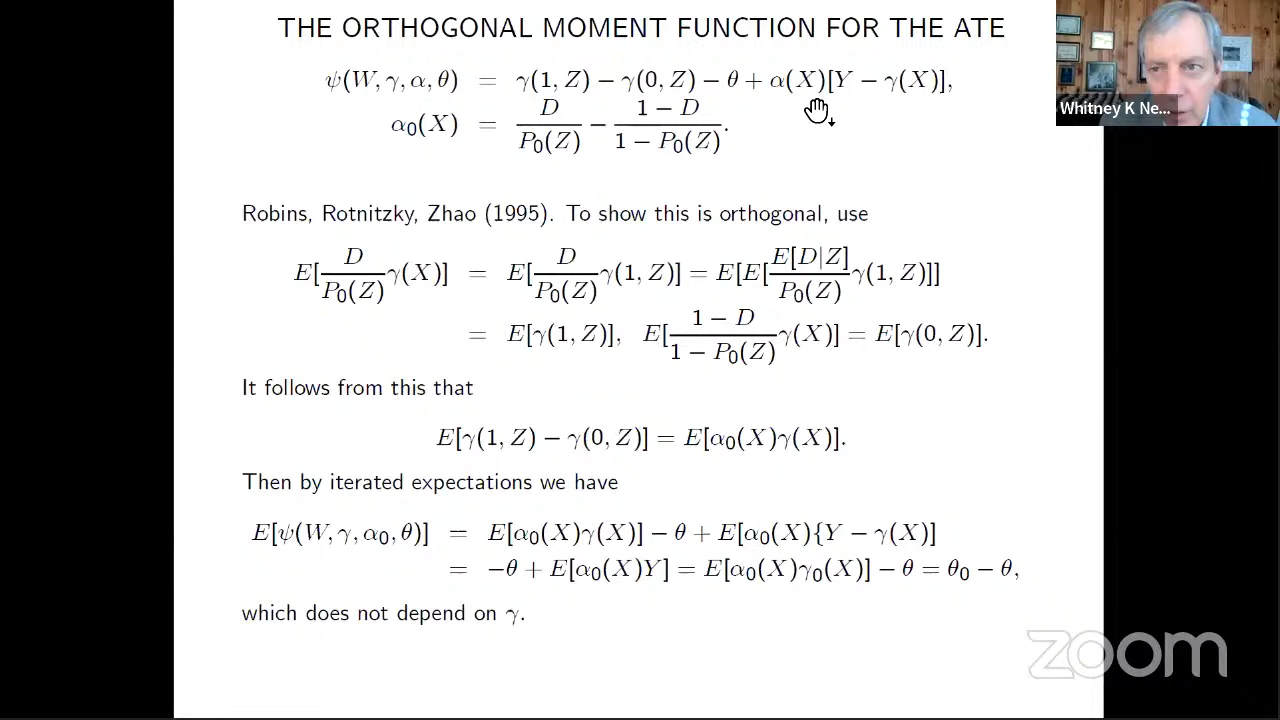 THE ORTHOGONAL MOMENT FUNCTION FOR THE ATE
ψ(W, γ, α, θ) = γ(1, Z) − γ(0, Z) − θ + α(X)[Y − γ(X)],
α₀(X) = D/P₀(Z) − (1 − D)/(1 − P₀(Z)).
Whitney K Ne...
Robins, Rotnitzky, Zhao (1995). To show this is orthogonal, use
E[D/P₀(Z) γ(X)] = E[D/P₀(Z) γ(1, Z)] = E[E[E[D|Z]/P₀(Z) γ(1, Z)]]
= E[γ(1, Z)], E[(1 − D)/(1 − P₀(Z)) γ(X)] = E[γ(0, Z)].
It follows from this that
E[γ(1, Z) − γ(0, Z)] = E[α₀(X)γ(X)].
Then by iterated expectations we have
E[ψ(W, γ, α₀, θ)] = E[α₀(X)γ(X)] − θ + E[α₀(X){Y − γ(X)]
= −θ + E[α₀(X)Y] = E[α₀(X)γ₀(X)] − θ = θ₀ − θ,
which does not depend on γ.
zoom